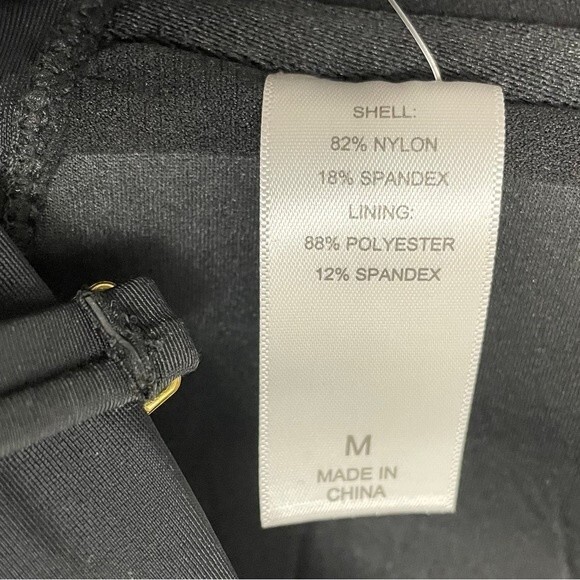 SHELL:
82% NYLON
18% SPANDEX
LINING:
88% POLYESTER
12% SPANDEX
M
MADE IN
CHINA